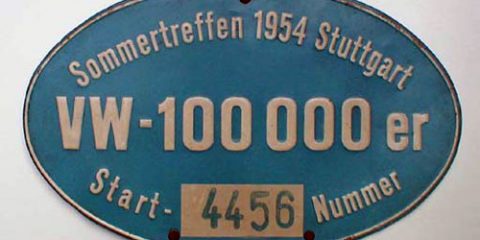 Sommertreffen 1954 Stuttgart
VW-100 000 er
Start- 4456 Nummer